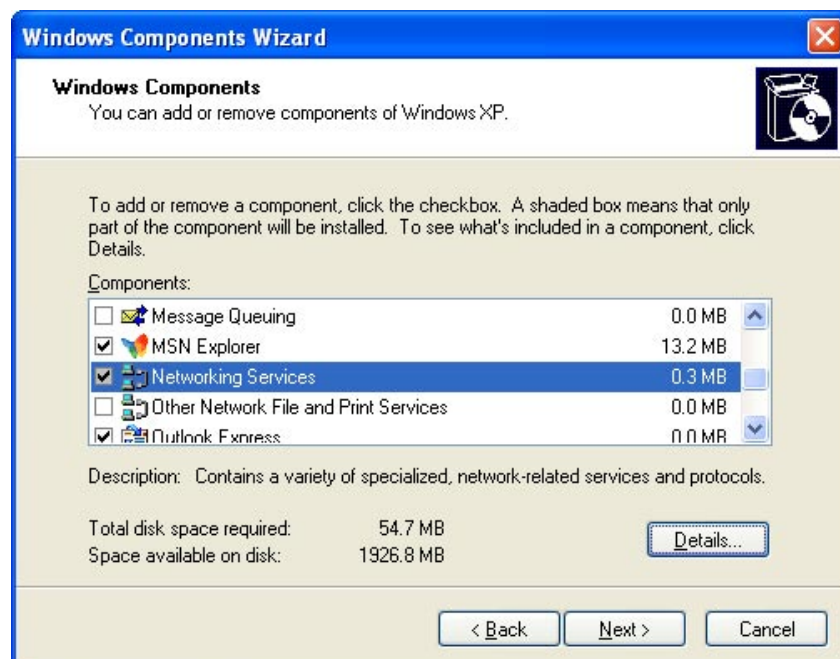 Windows Components Wizard
Windows Components
You can add or remove components of Windows XP.
To add or remove a component, click the checkbox. A shaded box means that only
part of the component will be installed. To see what's included in a component, click
Details.
Components:
Message Queuing 0.0 MB
MSN Explorer 13.2 MB
Networking Services 0.3 MB
Other Network File and Print Services 0.0 MB
Outlook Express 0.0 MB
Description: Contains a variety of specialized, network-related services and protocols.
Total disk space required: 54.7 MB
Space available on disk: 1926.8 MB
Details...
< Back Next > Cancel